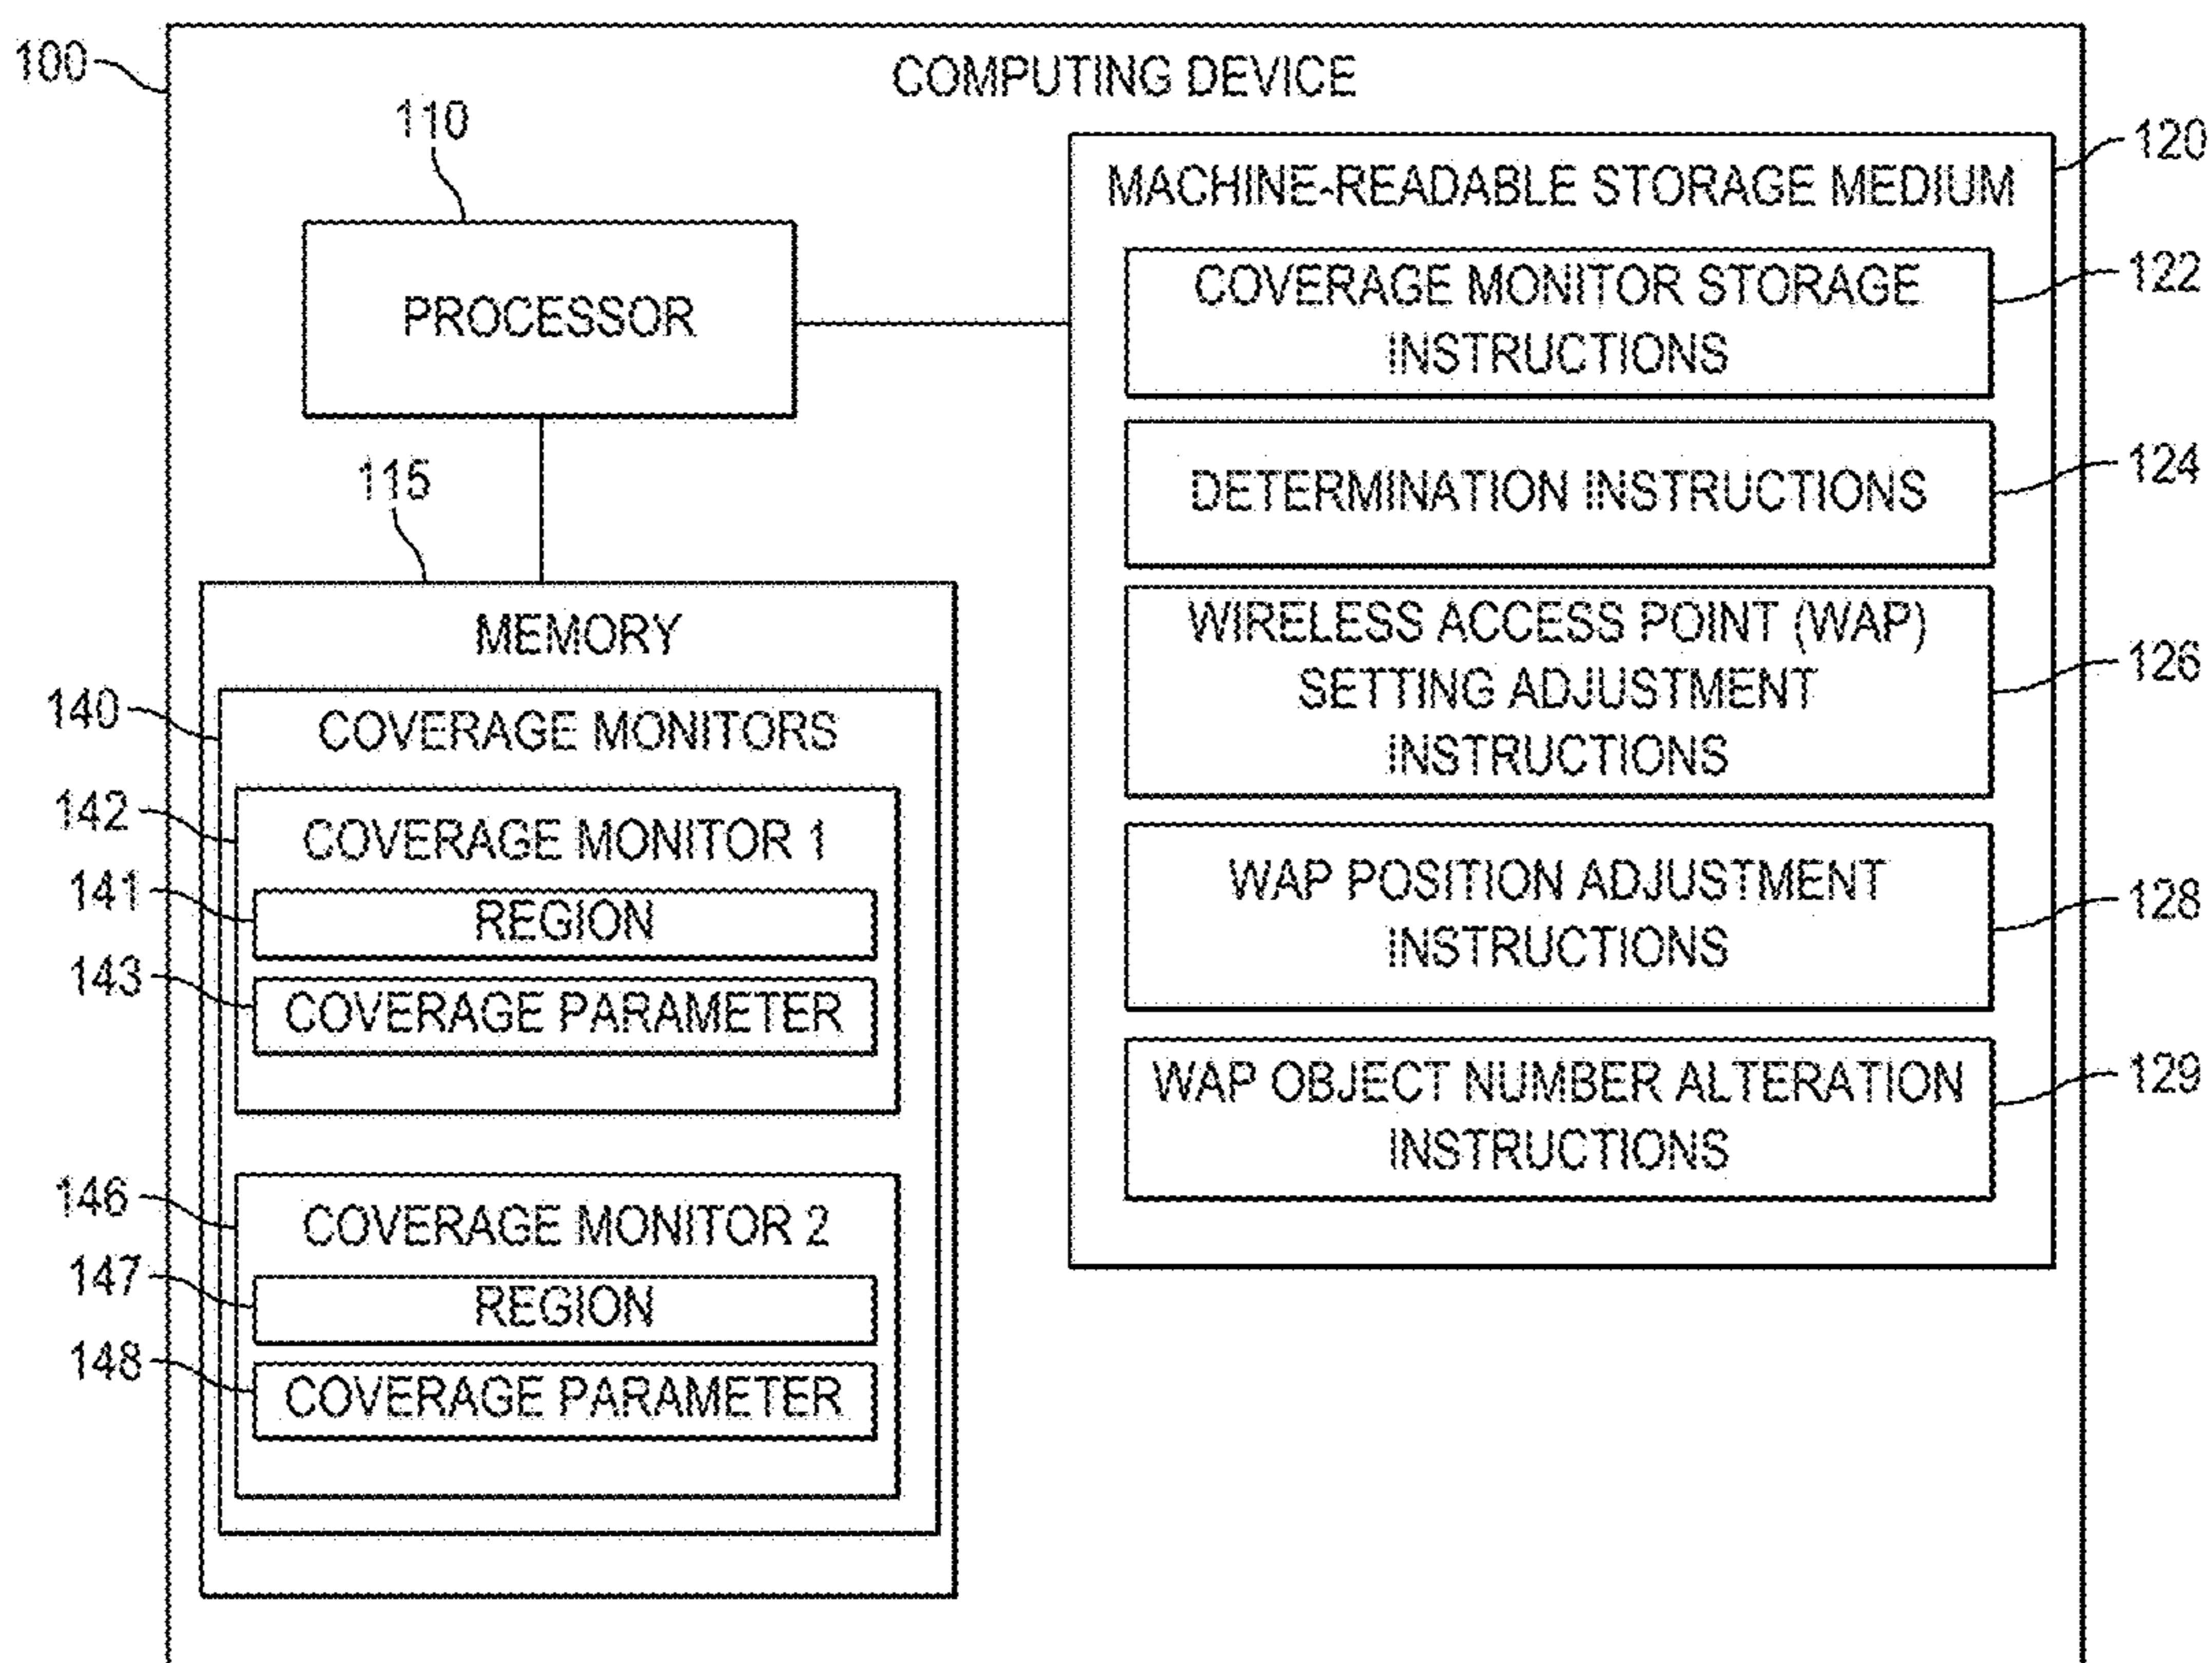 100
COMPUTING DEVICE
110
PROCESSOR
115
MEMORY
140
COVERAGE MONITORS
142
COVERAGE MONITOR 1
141
REGION
143
COVERAGE PARAMETER
146
COVERAGE MONITOR 2
147
REGION
148
COVERAGE PARAMETER
120
MACHINE-READABLE STORAGE MEDIUM
COVERAGE MONITOR STORAGE
INSTRUCTIONS
122
DETERMINATION INSTRUCTIONS
124
WIRELESS ACCESS POINT (WAP)
SETTING ADJUSTMENT
INSTRUCTIONS
126
WAP POSITION ADJUSTMENT
INSTRUCTIONS
128
WAP OBJECT NUMBER ALTERATION
INSTRUCTIONS
129